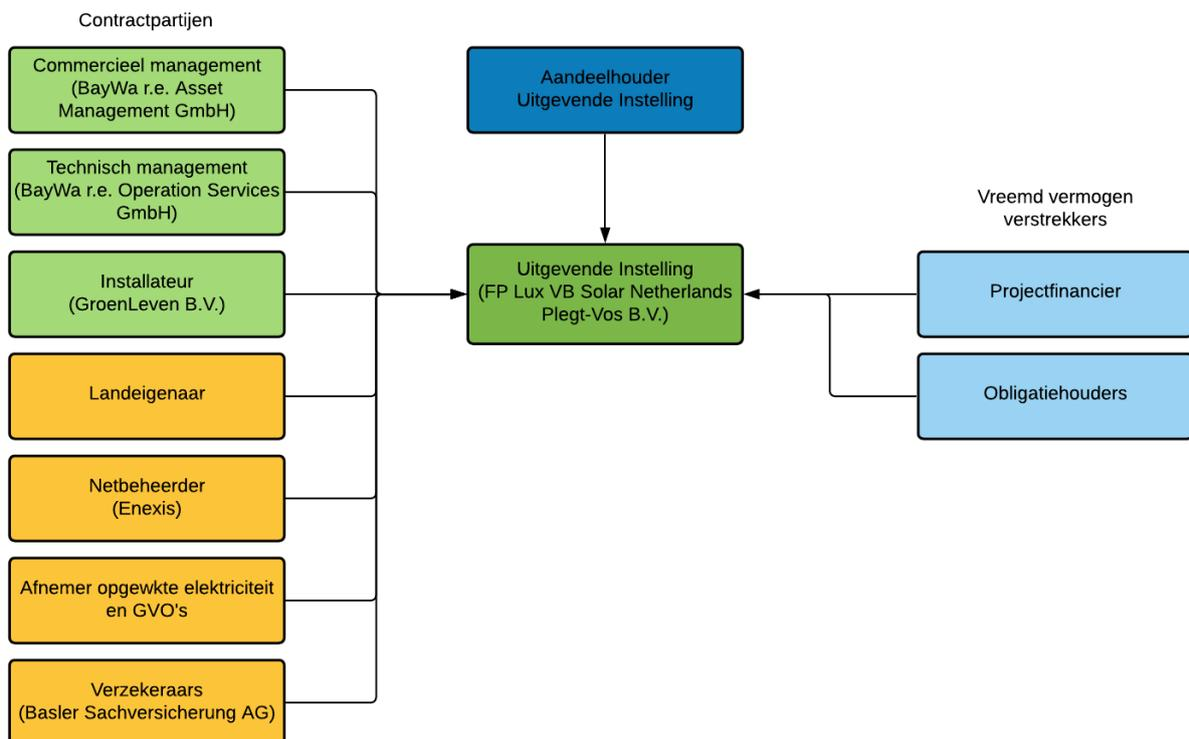 Contractpartijen
Commercieel management
(BayWa r.e. Asset
Management GmbH)
Technisch management
(BayWa r.e. Operation Services
GmbH)
Installateur
(GroenLeven B.V.)
Landeigenaar
Netbeheerder
(Enexis)
Afnemer opgewkte elektriciteit
en GVO's
Verzekeraars
(Basler Sachversicherung AG)
Aandeelhouder
Uitgevende Instelling
Uitgevende Instelling
(FP Lux VB Solar Netherlands
Plegt-Vos B.V.)
Vreemd vermogen
verstrekkers
Projectfinancier
Obligatiehouders